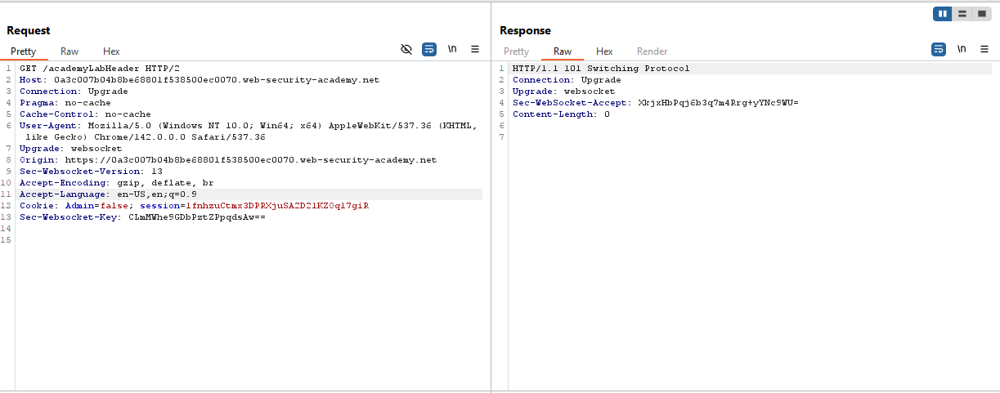 Request
Pretty Raw Hex \n
1 GET /academyLabHeader HTTP/2
2 Host: 0a3c007b04b8be68801f538500ec0070.web-security-academy.net
3 Connection: Upgrade
4 Pragma: no-cache
5 Cache-Control: no-cache
6 User-Agent: Mozilla/5.0 (Windows NT 10.0; Win64; x64) AppleWebKit/537.36 (KHTML,
like Gecko) Chrome/142.0.0.0 Safari/537.36
7 Upgrade: websocket
8 Origin: https://0a3c007b04b8be68801f538500ec0070.web-security-academy.net
9 Sec-Websocket-Version: 13
10 Accept-Encoding: gzip, deflate, br
11 Accept-Language: en-US,en;q=0.9
12 Cookie: Admin=false; session=lfnhzuCtmx3DPRXjuSA2D21KZ0ql7giR
13 Sec-Websocket-Key: CLmMWhe9GDbPztZPpqdsAw==
14
15
Response
Pretty Raw Hex Render \n
1 HTTP/1.1 101 Switching Protocol
2 Connection: Upgrade
3 Upgrade: websocket
4 Sec-WebSocket-Accept: XkjxHbPqj6b3q7m4Rrg+yYNc9WU=
5 Content-Length: 0
6
7